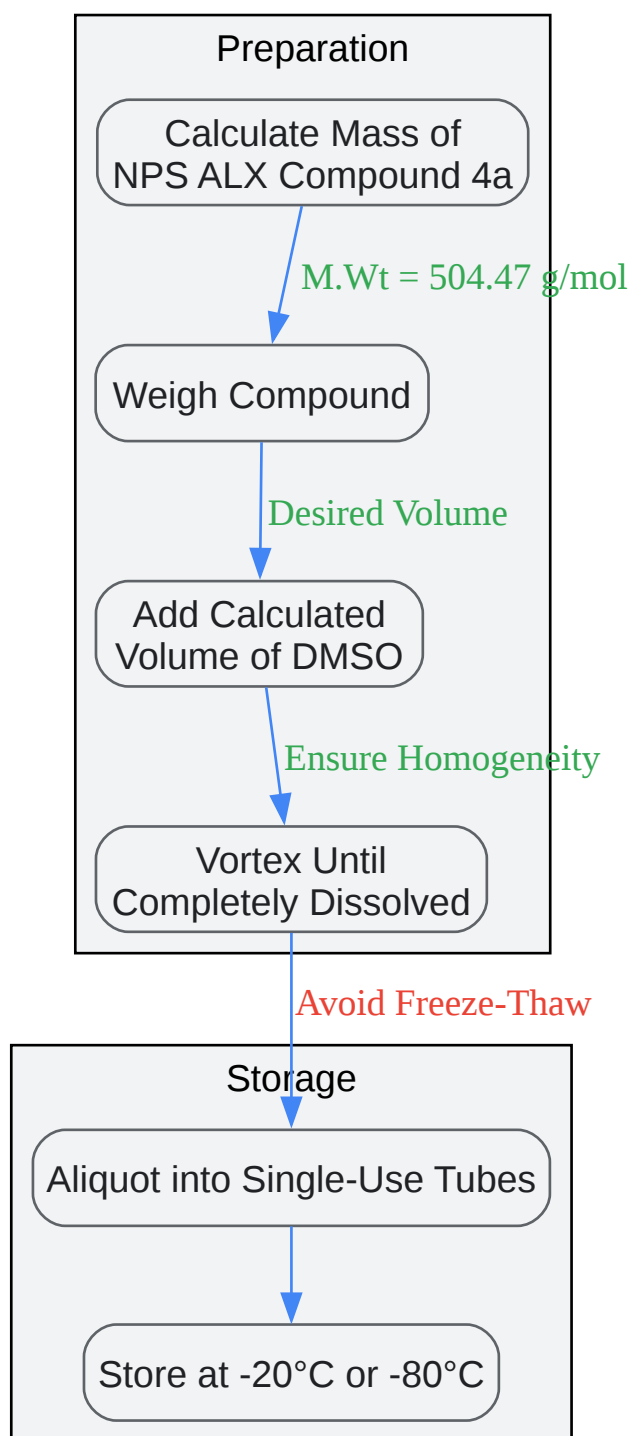 Preparation
Calculate Mass of
NPS ALX Compound 4a
M.Wt = 504.47 g/mol
Weigh Compound
Desired Volume
Add Calculated
Volume of DMSO
Ensure Homogeneity
Vortex Until
Completely Dissolved
Avoid Freeze-Thaw
Storage
Aliquot into Single-Use Tubes
Store at -20°C or -80°C